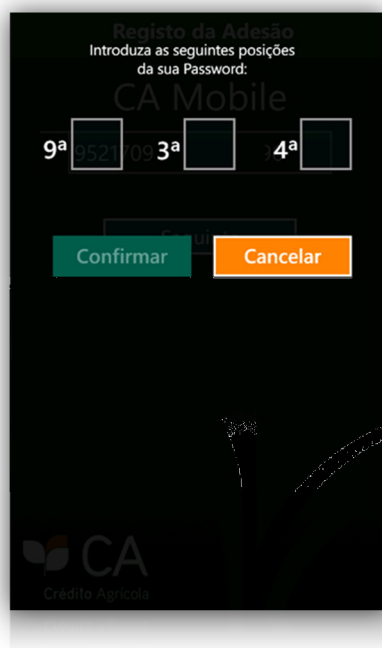 Registo da Adesão
Introduza as seguintes posições
da sua Password:
CA Mobile
9ª 3ª 4ª
9521709
Confirmar Cancelar
CA
Crédito Agrícola